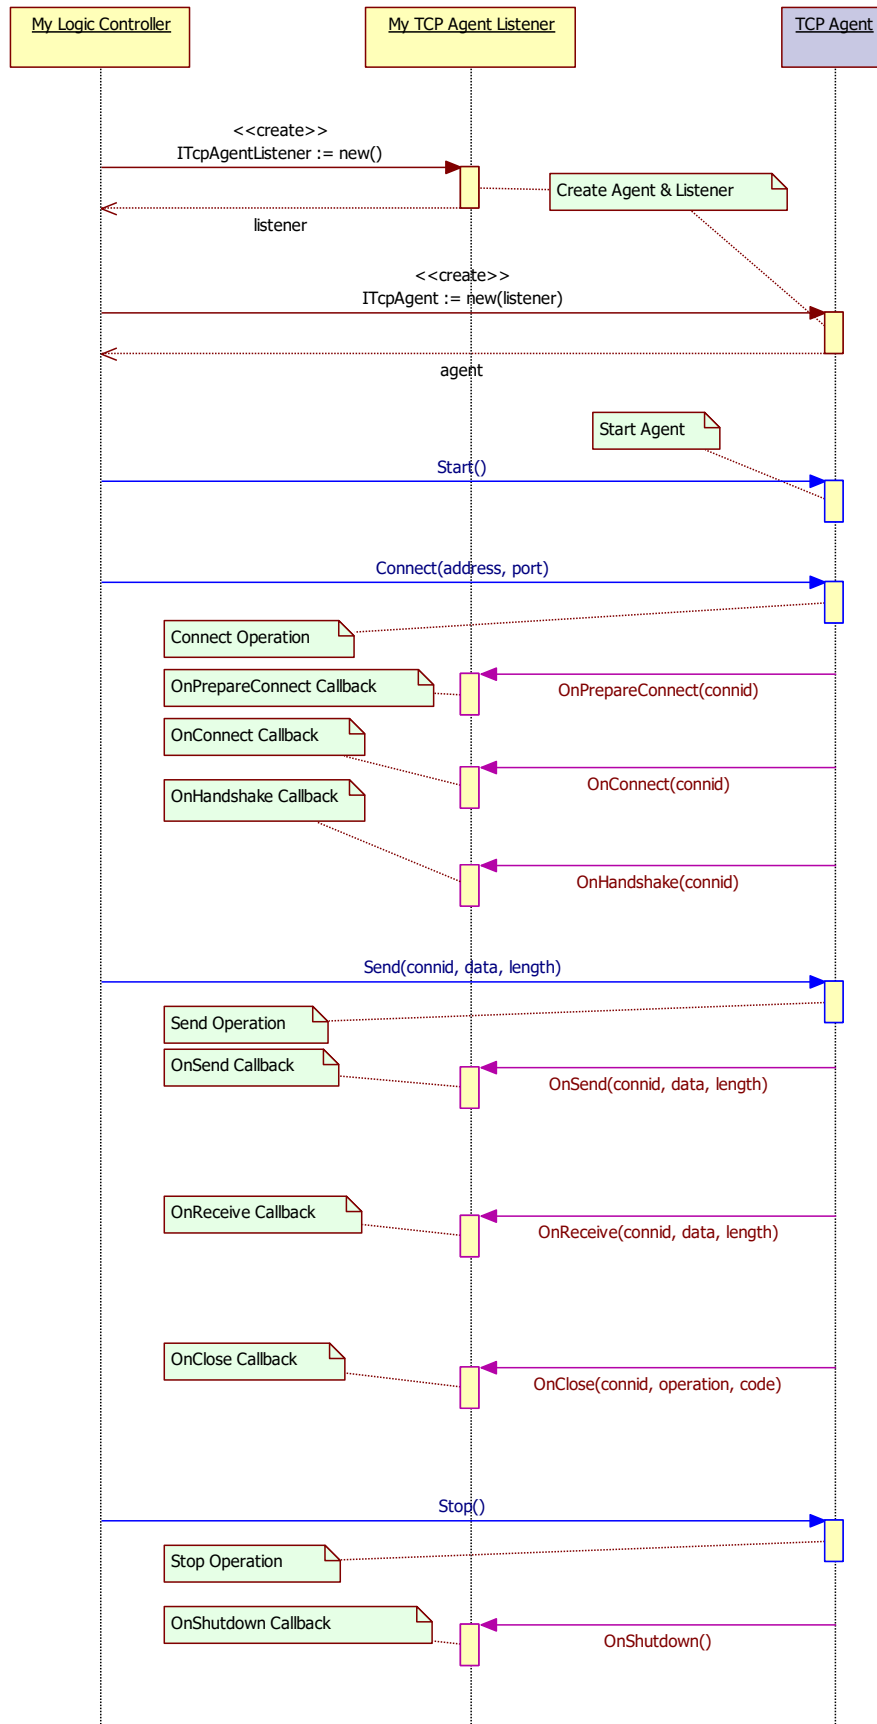 My Logic Controller
My TCP Agent Listener
TCP Agent
<<create>>
ITcpAgentListener := new()
Create Agent & Listener
listener
<<create>>
ITcpAgent := new(listener)
agent
Start Agent
Start()
Connect(address, port)
Connect Operation
OnPrepareConnect Callback
OnPrepareConnect(connid)
OnConnect Callback
OnConnect(connid)
OnHandshake Callback
OnHandshake(connid)
Send(connid, data, length)
Send Operation
OnSend Callback
OnSend(connid, data, length)
OnReceive Callback
OnReceive(connid, data, length)
OnClose Callback
OnClose(connid, operation, code)
Stop()
Stop Operation
OnShutdown Callback
OnShutdown()